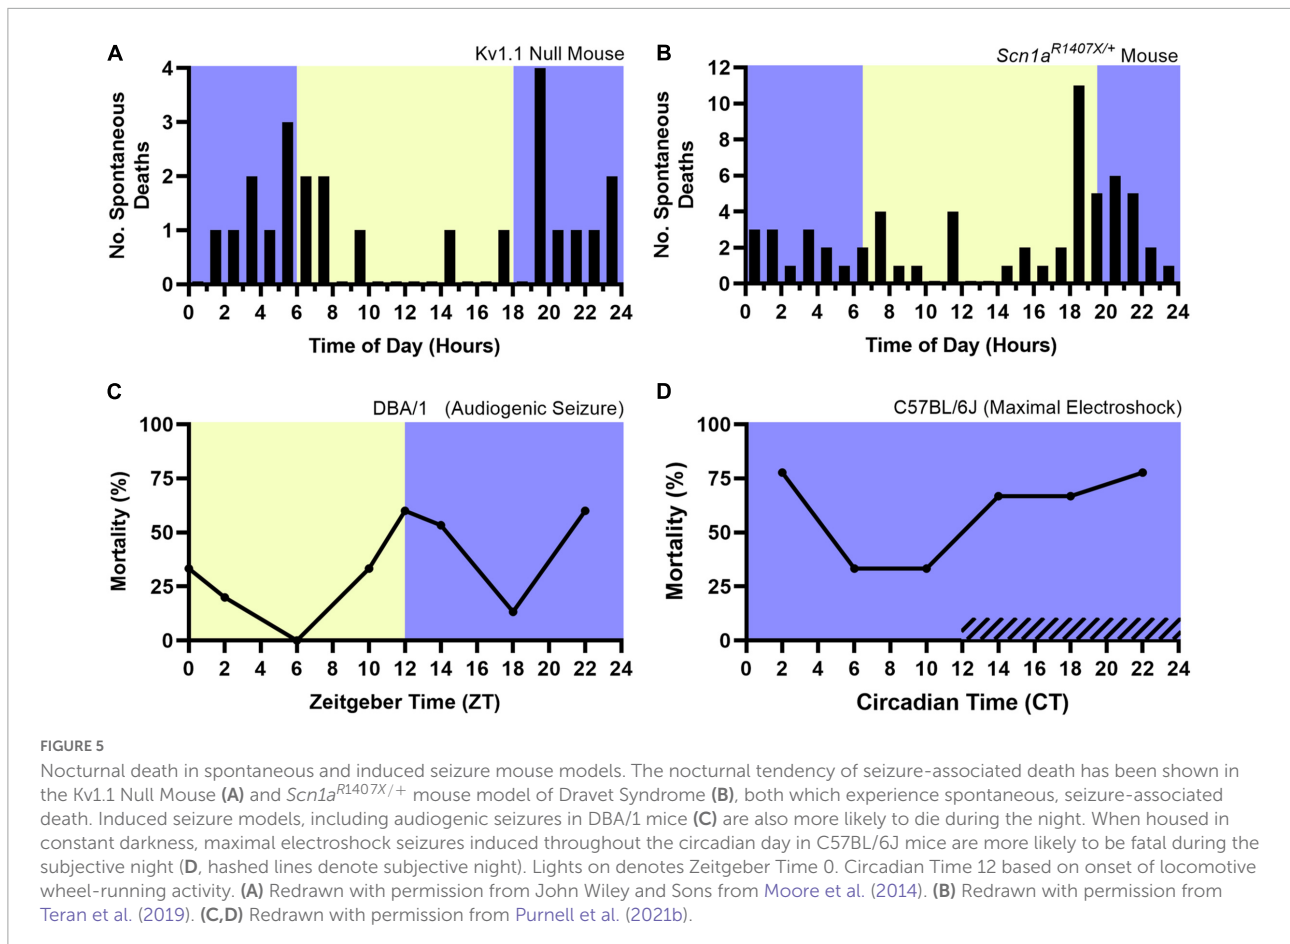 A
Kv1.1 Null Mouse
4
3
2
1
0
No. Spontaneous
Deaths
0 2 4 6 8 10 12 14 16 18 20 22 24
Time of Day (Hours)
B
Scn1aR1407X/+ Mouse
12
10
8
6
4
2
0
No. Spontaneous
Deaths
0 2 4 6 8 10 12 14 16 18 20 22 24
Time of Day (Hours)
C
DBA/1 (Audiogenic Seizure)
100
75
50
25
0
Mortality (%)
0 2 4 6 8 10 12 14 16 18 20 22 24
Zeitgeber Time (ZT)
D
C57BL/6J (Maximal Electroshock)
100
75
50
25
0
Mortality (%)
0 2 4 6 8 10 12 14 16 18 20 22 24
Circadian Time (CT)
FIGURE 5
Nocturnal death in spontaneous and induced seizure mouse models. The nocturnal tendency of seizure-associated death has been shown in
the Kv1.1 Null Mouse (A) and Scn1aR1407X/+ mouse model of Dravet Syndrome (B), both which experience spontaneous, seizure-associated
death. Induced seizure models, including audiogenic seizures in DBA/1 mice (C) are also more likely to die during the night. When housed in
constant darkness, maximal electroshock seizures induced throughout the circadian day in C57BL/6J mice are more likely to be fatal during the
subjective night (D, hashed lines denote subjective night). Lights on denotes Zeitgeber Time 0. Circadian Time 12 based on onset of locomotive
wheel-running activity. (A) Redrawn with permission from John Wiley and Sons from Moore et al. (2014). (B) Redrawn with permission from
Teran et al. (2019). (C,D) Redrawn with permission from Purnell et al. (2021b).